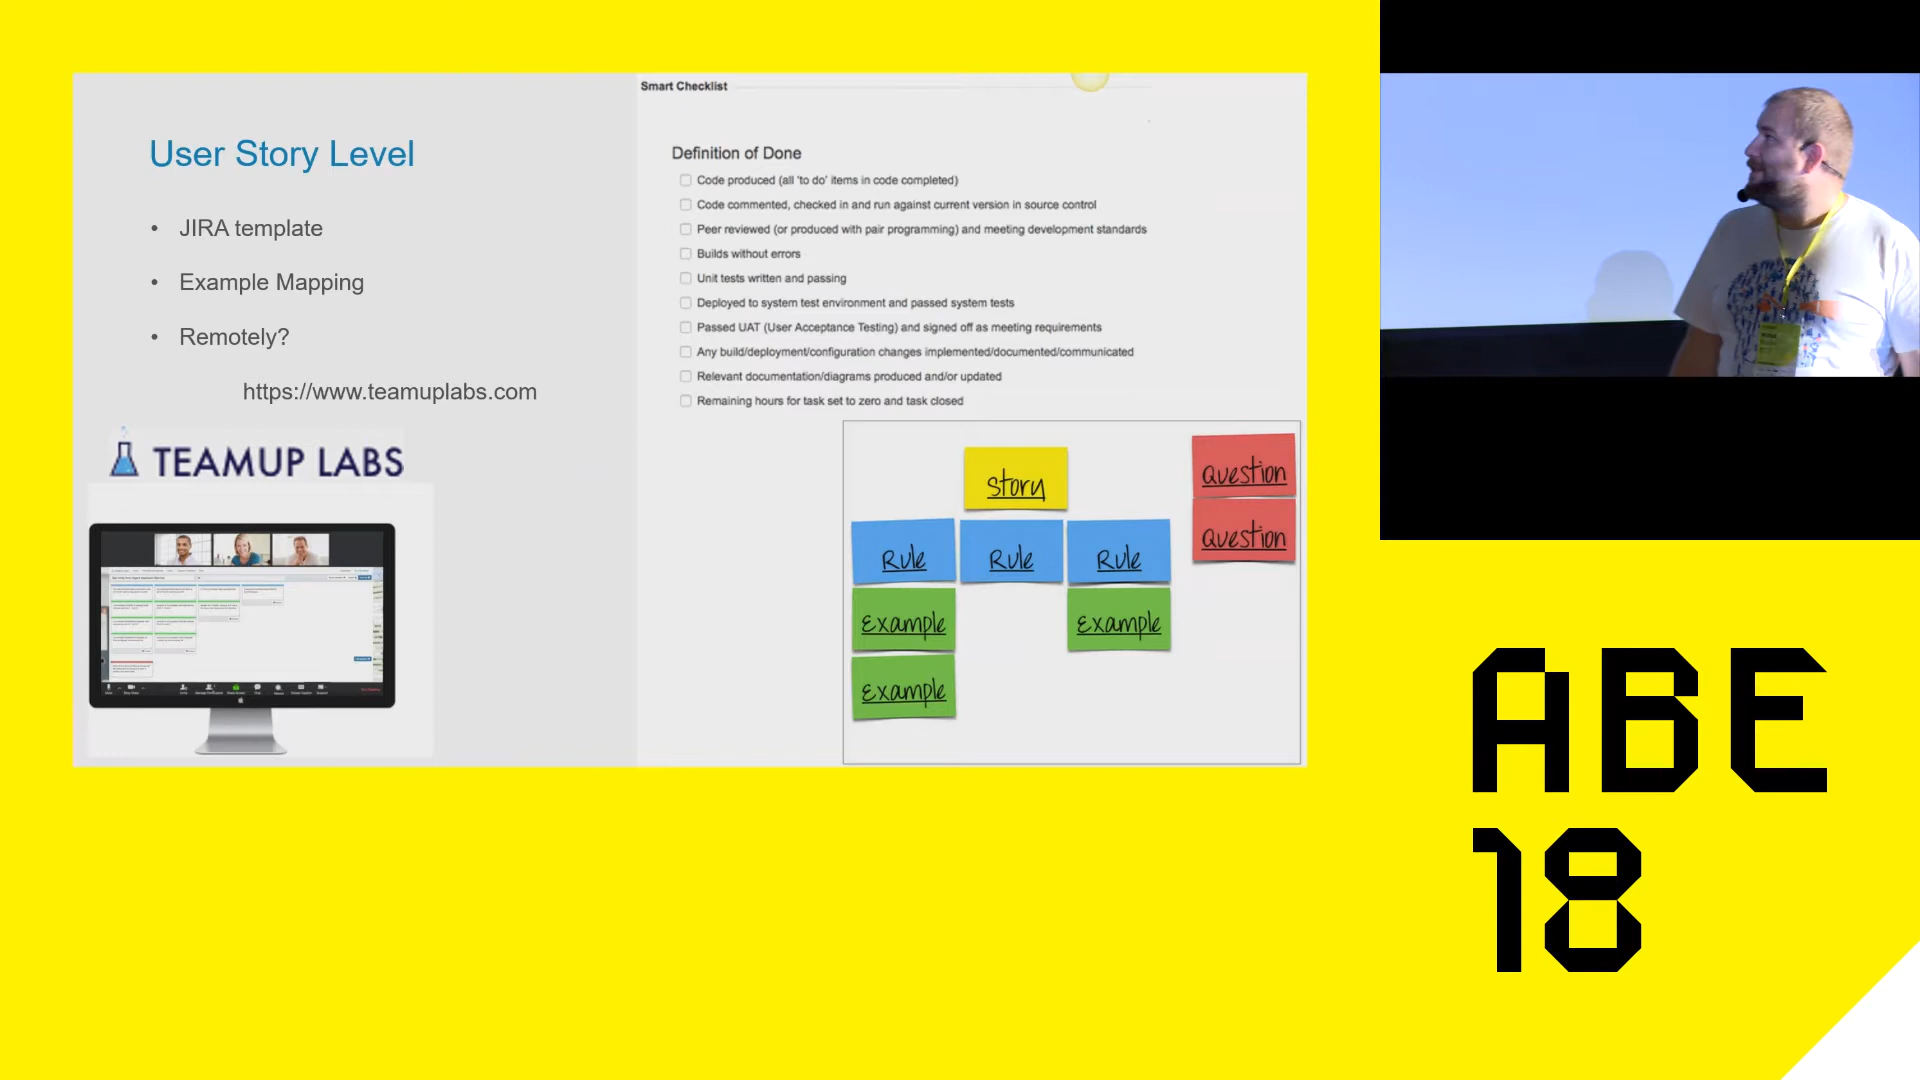 User Story Level
• JIRA template
• Example Mapping
• Remotely?
https://www.teamuplabs.com
TEAMUP LABS
Smart Checklist
Definition of Done
Code produced (all 'to do' items in code completed)
Code commented, checked in and run against current version in source control
Peer reviewed (or produced with pair programming) and meeting development standards
Builds without errors
Unit tests written and passing
Deployed to system test environment and passed system tests
Passed UAT (User Acceptance Testing) and signed off as meeting requirements
Any build/deployment/configuration changes implemented/documented/communicated
Relevant documentation/diagrams produced and/or updated
Remaining hours for task set to zero and task closed
Story
Question
Question
Rule
Rule
Rule
Example
Example
Example
ABE
18